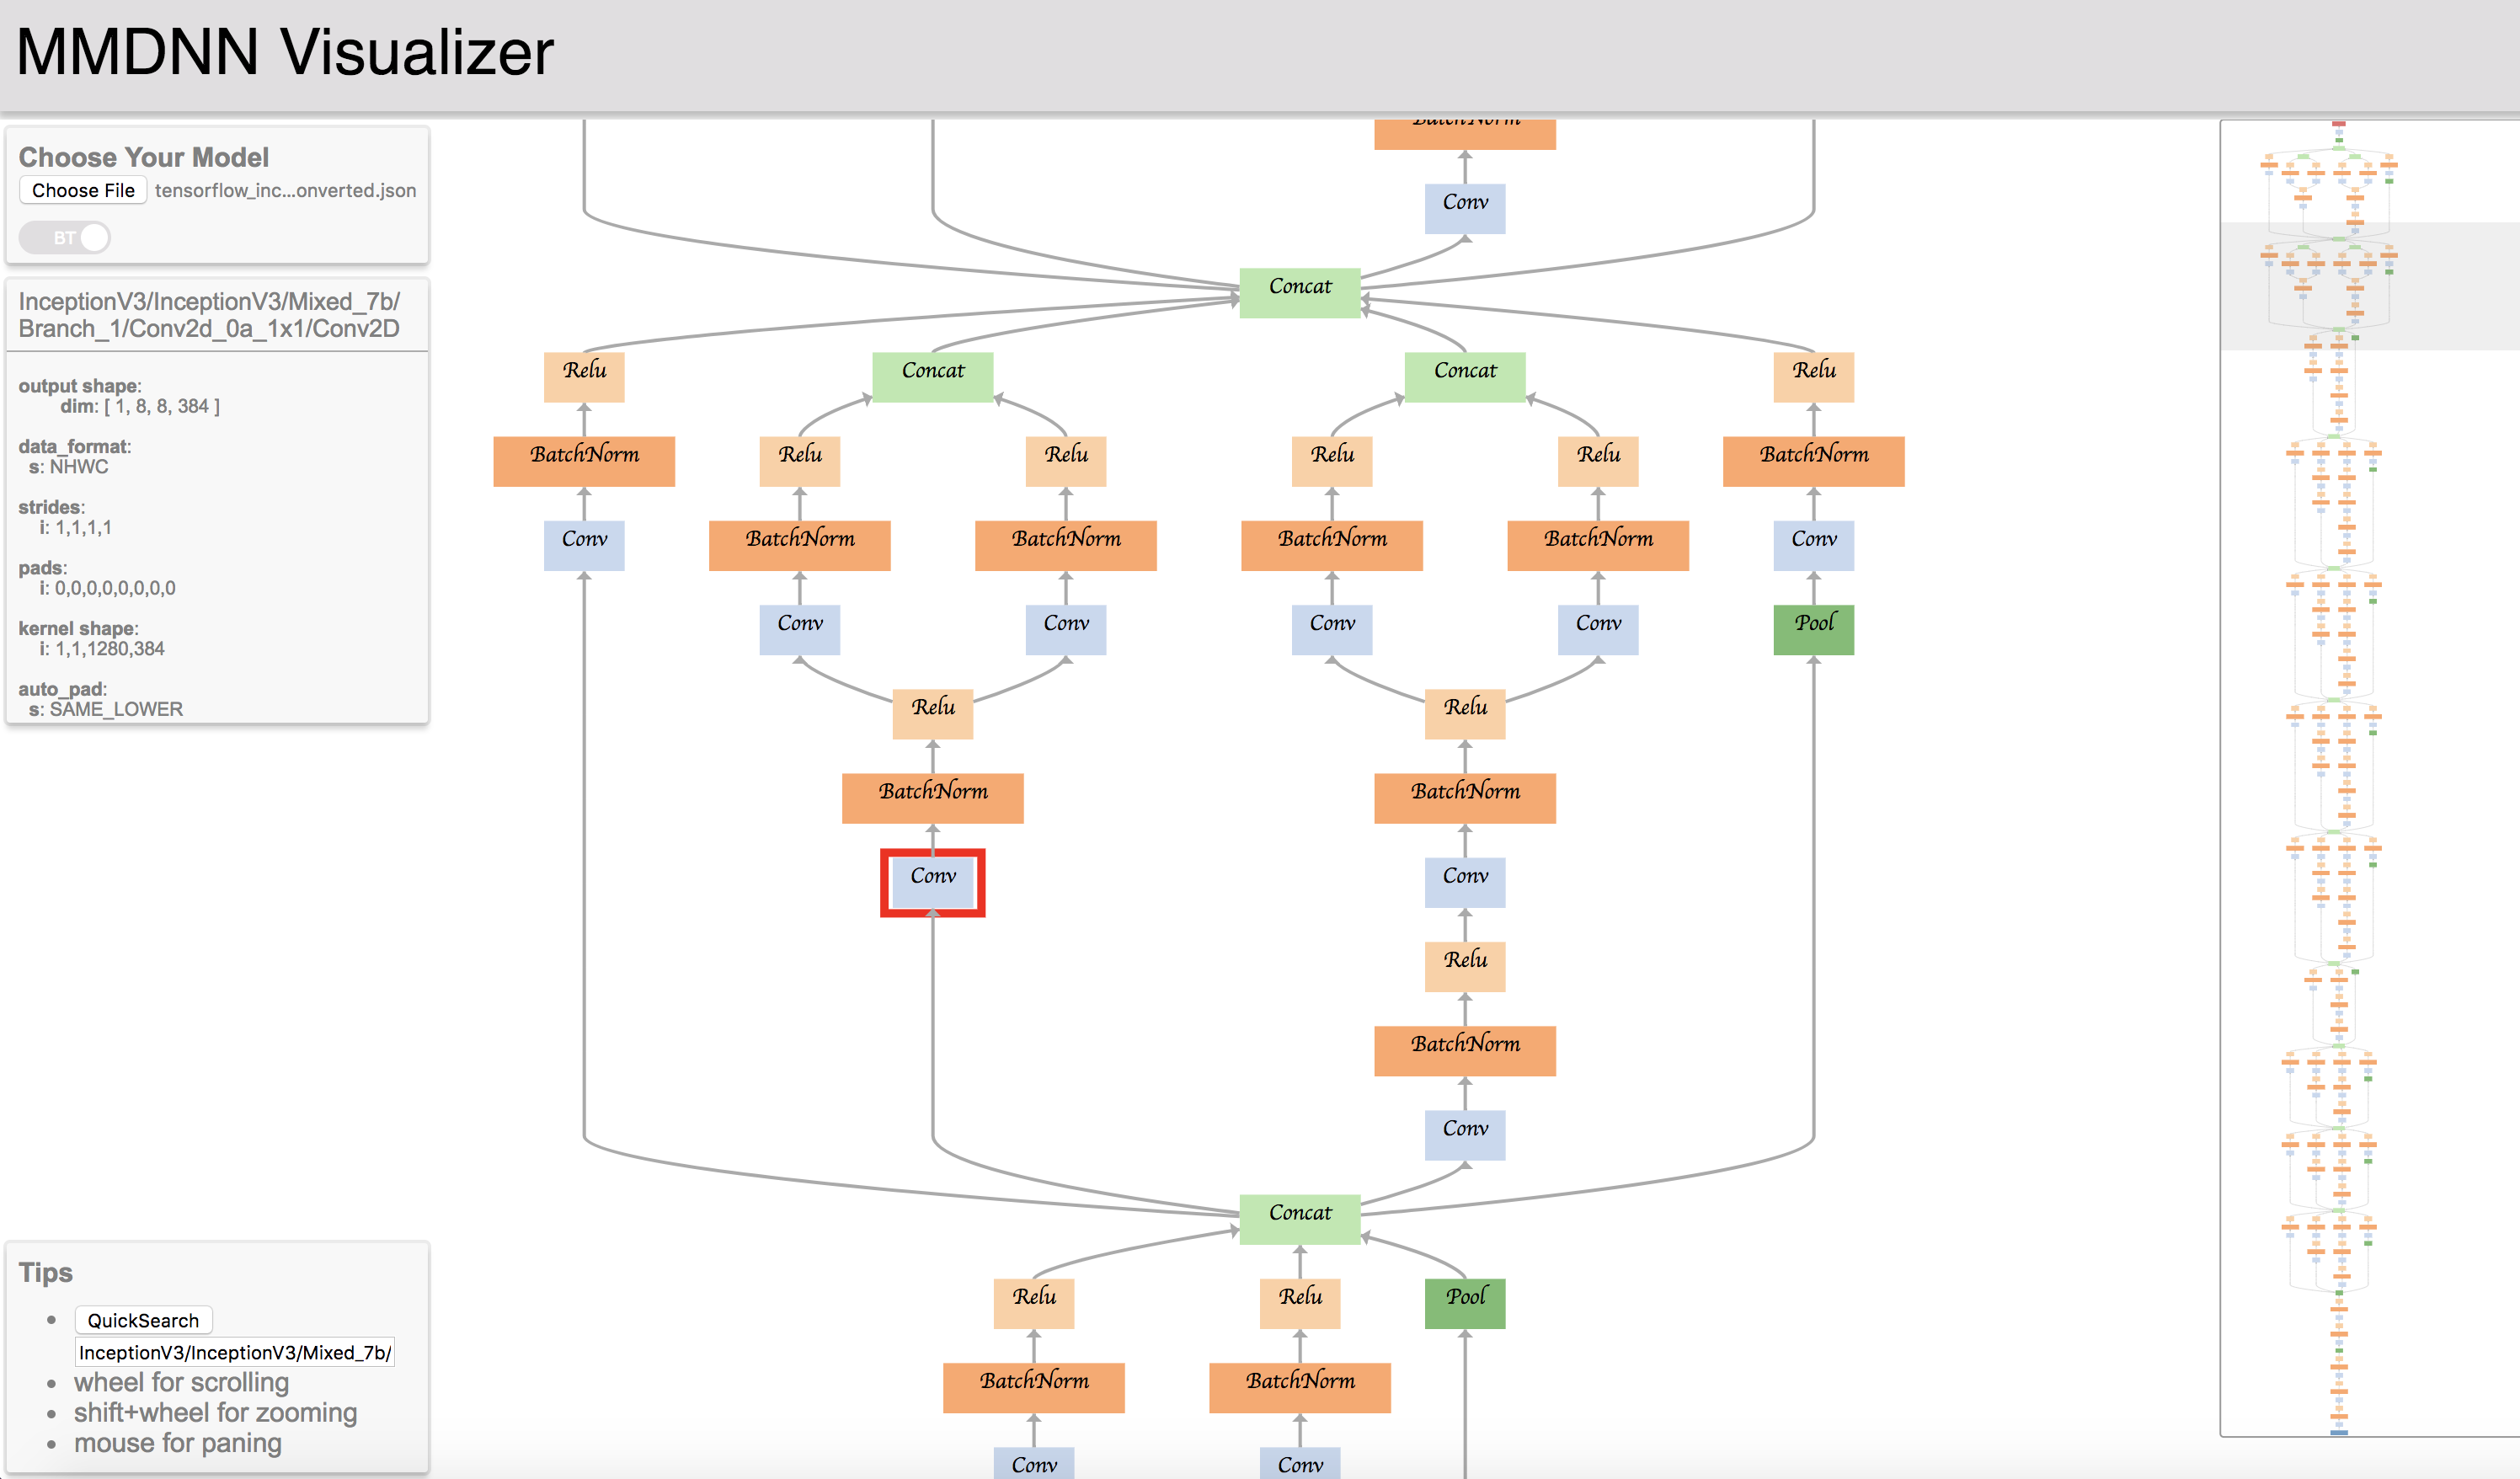 MMDNN Visualizer
Choose Your Model
Choose File tensorflow_inc...onverted.json
BT
InceptionV3/InceptionV3/Mixed_7b/
Branch_1/Conv2d_0a_1x1/Conv2D
output shape:
dim: [ 1, 8, 8, 384 ]
data_format:
s: NHWC
strides:
i: 1,1,1,1
pads:
i: 0,0,0,0,0,0,0,0
kernel shape:
i: 1,1,1280,384
auto_pad:
s: SAME_LOWER
Tips
QuickSearch
InceptionV3/InceptionV3/Mixed_7b/
wheel for scrolling
shift+wheel for zooming
mouse for paning
BatchNorm
Conv
Concat
Relu Concat Concat Relu
BatchNorm Relu Relu Relu Relu BatchNorm
Conv BatchNorm BatchNorm BatchNorm BatchNorm Conv
Conv Conv Conv Conv Pool
Relu Relu
BatchNorm BatchNorm
Conv Conv
Relu
BatchNorm
Conv
Concat
Relu Relu Pool
BatchNorm BatchNorm
Conv Conv